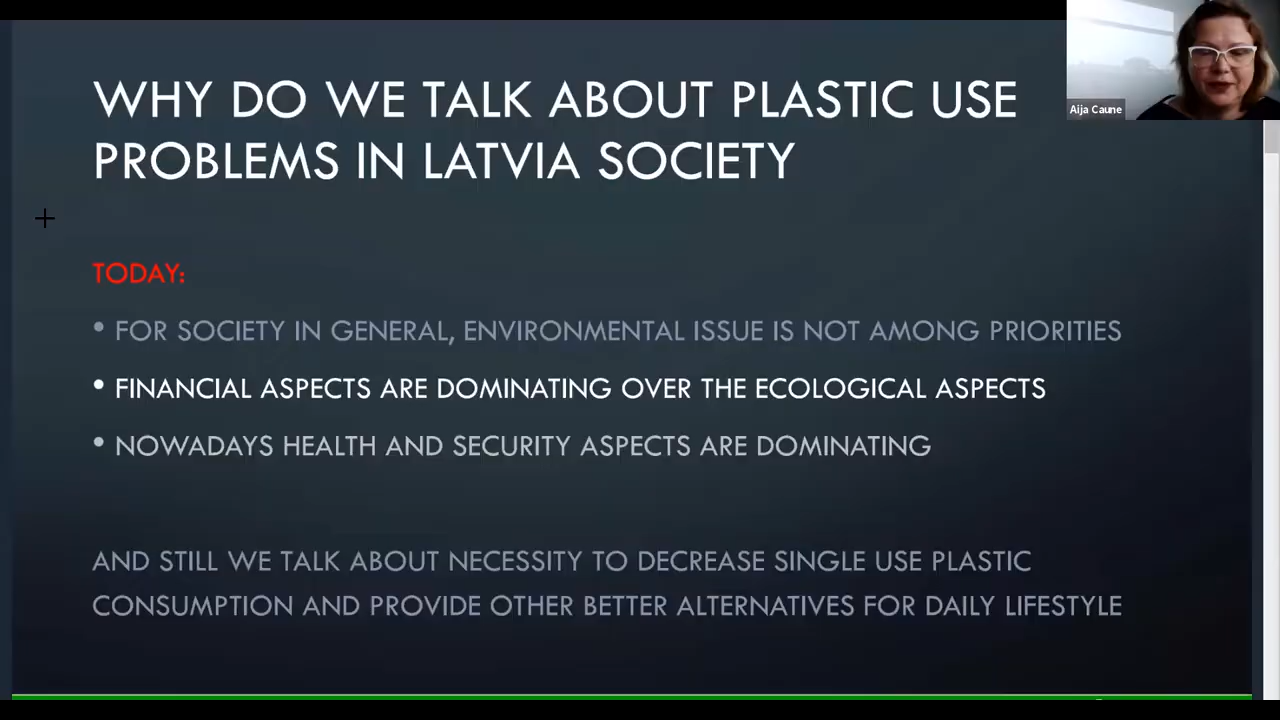 WHY DO WE TALK ABOUT PLASTIC USE
PROBLEMS IN LATVIA SOCIETY
Aija Caune
TODAY:
• FOR SOCIETY IN GENERAL, ENVIRONMENTAL ISSUE IS NOT AMONG PRIORITIES
• FINANCIAL ASPECTS ARE DOMINATING OVER THE ECOLOGICAL ASPECTS
• NOWADAYS HEALTH AND SECURITY ASPECTS ARE DOMINATING
AND STILL WE TALK ABOUT NECESSITY TO DECREASE SINGLE USE PLASTIC
CONSUMPTION AND PROVIDE OTHER BETTER ALTERNATIVES FOR DAILY LIFESTYLE